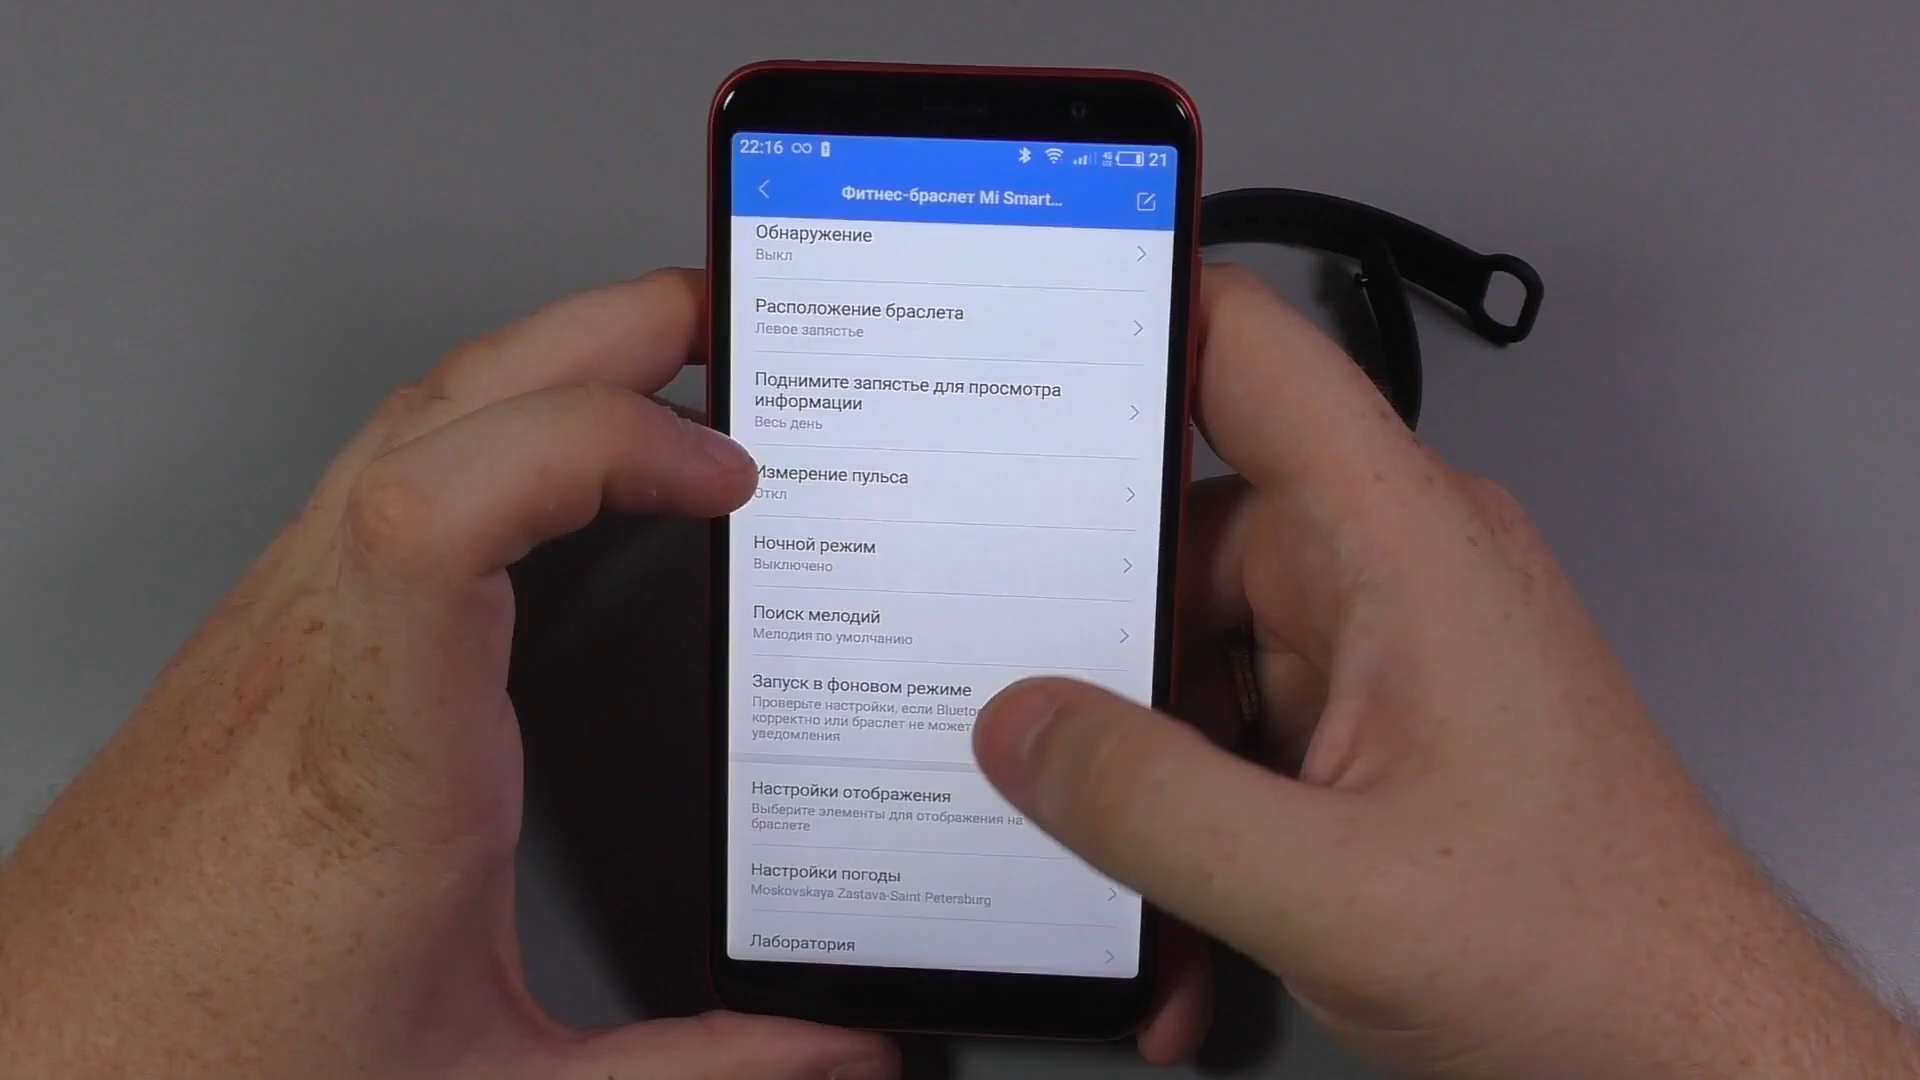 22:16 21
Фитнес-браслет Mi Smart...
Обнаружение
Выкл
Расположение браслета
Левое запястье
Поднимите запястье для просмотра
информации
Весь день
Измерение пульса
Откл
Ночной режим
Выключено
Поиск мелодий
Мелодия по умолчанию
Запуск в фоновом режиме
Проверьте настройки, если
корректно или браслет не может
уведомления
Настройки отображения
Выберите элементы для отображения на
браслете
Настройки погоды
Moskovskaya Zastava-Saint Petersburg
Лаборатория